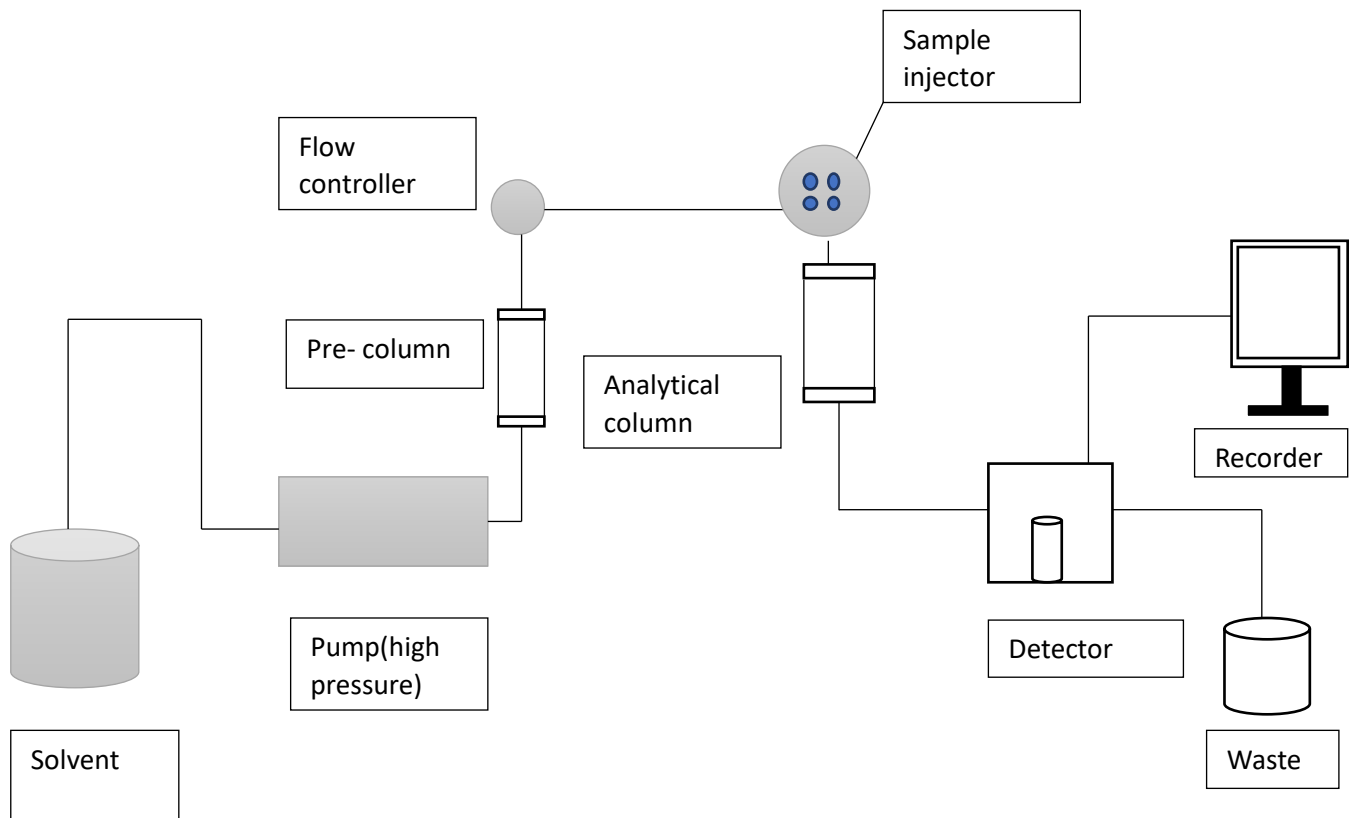 Sample
injector
Flow
controller
Pre- column
Analytical
column
Recorder
Pump(high
pressure)
Detector
Solvent
Waste